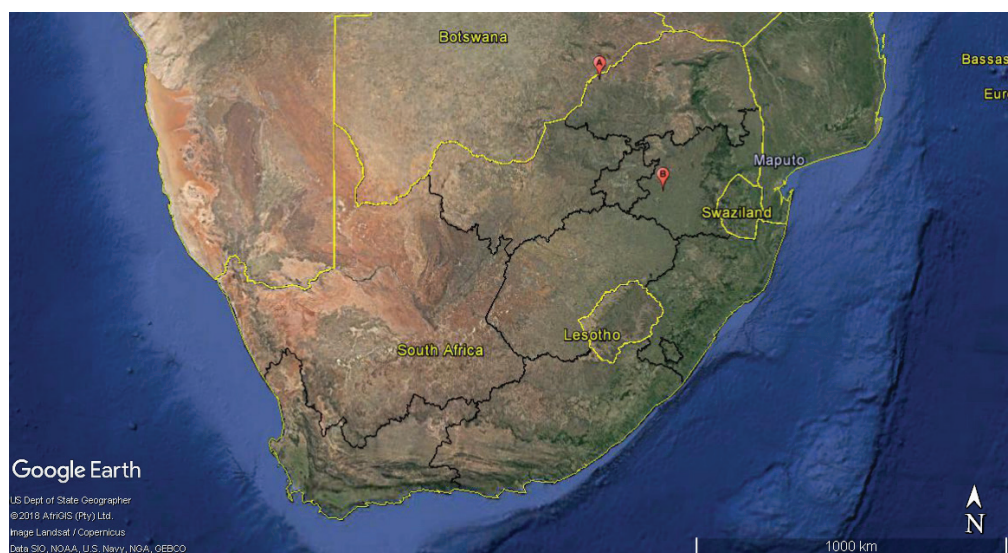 Botswana
A
Bassas
Euro
B
Maputo
Swaziland
Lesotho
South Africa
Google Earth
US Dept of State Geographer
©2018 AfriGIS (Pty) Ltd.
Image Landsat / Copernicus
Data SIO, NOAA, U.S. Navy, NGA, GEBCO
N
1000 km